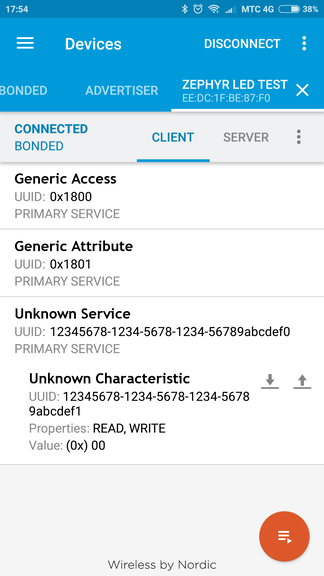 17:54 MTC 4G 38%
Devices DISCONNECT
BONDED ADVERTISER ZEPHYR LED TEST
EE:DC:1F:BE:87:F0
CONNECTED
BONDED
CLIENT SERVER
Generic Access
UUID: 0x1800
PRIMARY SERVICE
Generic Attribute
UUID: 0x1801
PRIMARY SERVICE
Unknown Service
UUID: 12345678-1234-5678-1234-56789abcdef0
PRIMARY SERVICE
Unknown Characteristic
UUID: 12345678-1234-5678-1234-5678
9abcdef1
Properties: READ, WRITE
Value: (0x) 00
Wireless by Nordic